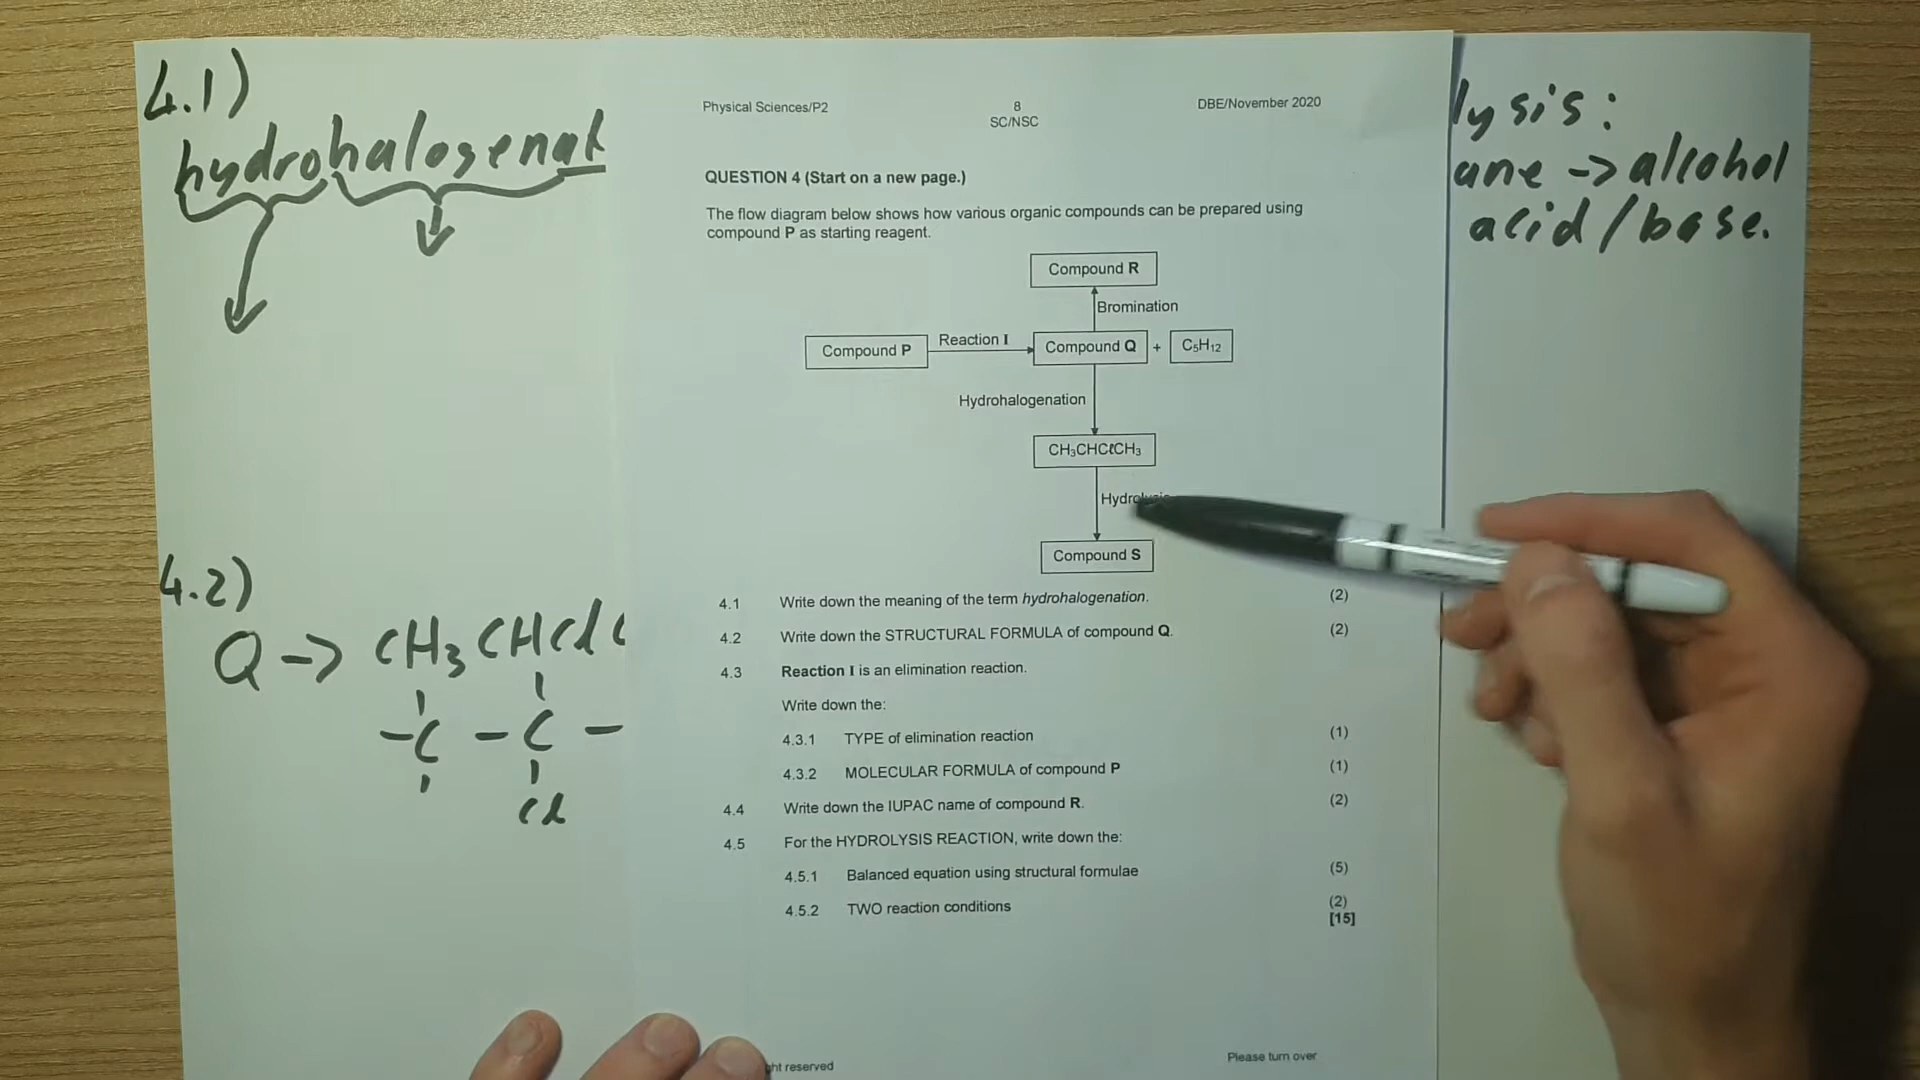 4.1)
hydrohalogenat
4.2)
Q -> CH₃CHCl
-C - C -
Cl
Physical Sciences/P2
8
SC/NSC
DBE/November 2020
QUESTION 4 (Start on a new page.)
The flow diagram below shows how various organic compounds can be prepared using
compound P as starting reagent.
Compound R
Bromination
Compound P
Reaction I
Compound Q
+
C₅H₁₂
Hydrohalogenation
CH₃CHCℓCH₃
Hydrolysis
Compound S
4.1 Write down the meaning of the term hydrohalogenation. (2)
4.2 Write down the STRUCTURAL FORMULA of compound Q. (2)
4.3 Reaction I is an elimination reaction.
Write down the:
4.3.1 TYPE of elimination reaction (1)
4.3.2 MOLECULAR FORMULA of compound P (1)
4.4 Write down the IUPAC name of compound R. (2)
4.5 For the HYDROLYSIS REACTION, write down the:
4.5.1 Balanced equation using structural formulae (5)
4.5.2 TWO reaction conditions (2)
[15]
ht reserved
Please turn over
lysis:
ane -> alcohol
acid/base.